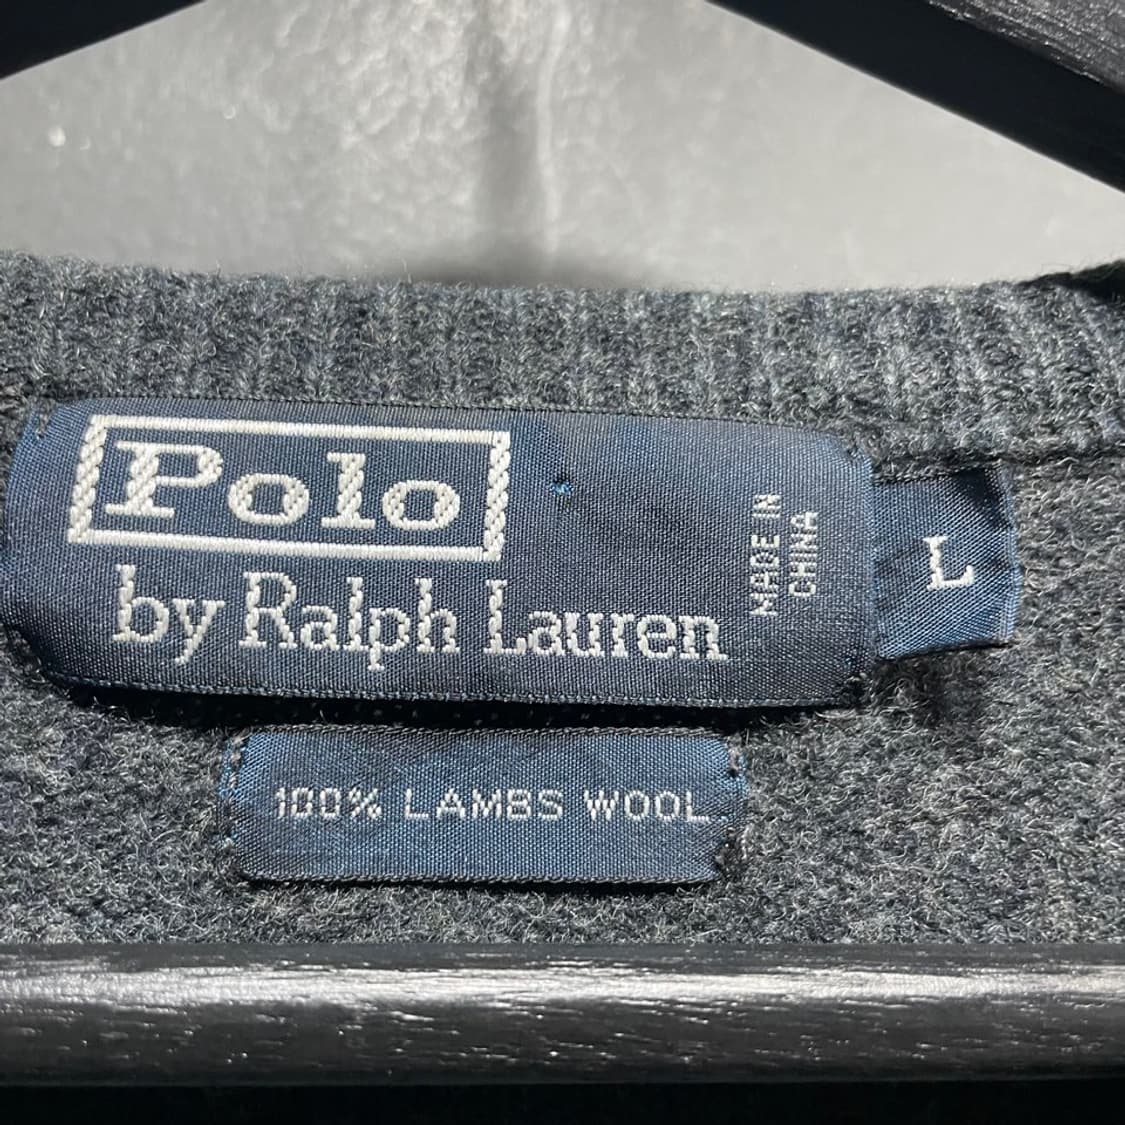 Polo
by Ralph Lauren
MADE IN
CHINA
L
100% LAMBS WOOL